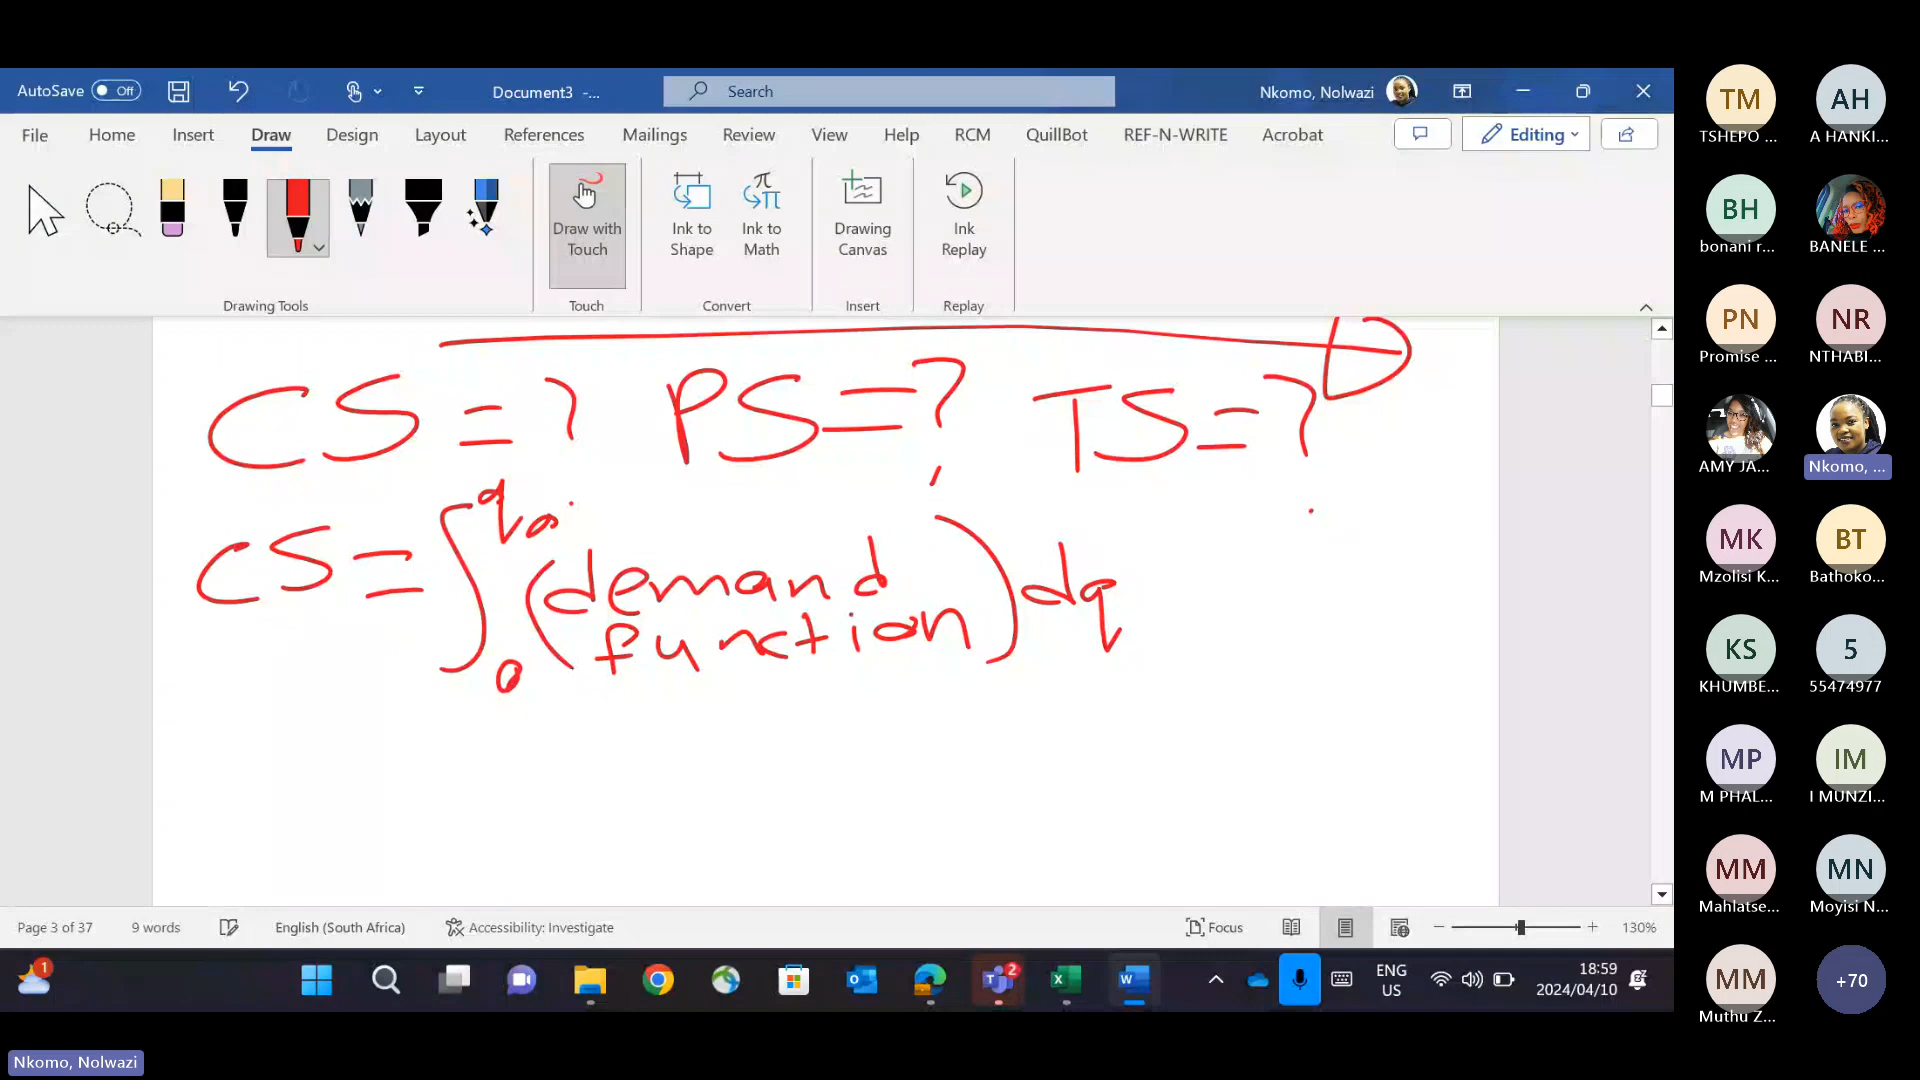 AutoSave Off Document3 -... Search Nkomo, Nolwazi
File Home Insert Draw Design Layout References Mailings Review View Help RCM QuillBot REF-N-WRITE Acrobat Editing
Draw with Touch
Ink to Shape
Ink to Math
Drawing Canvas
Ink Replay
Drawing Tools Touch Convert Insert Replay
CS = ? PS = ? TS = ?
CS = ∫
q₀
0
(demand
function) dq
Page 3 of 37 9 words English (South Africa) Accessibility: Investigate Focus 130%
1
2
ENG
US
18:59
2024/04/10
TM AH
TSHEPO ... A HANKI...
BH
bonani r... BANELE ...
PN NR
Promise ... NTHABI...
AMY JA... Nkomo, ...
MK BT
Mzolisi K... Bathoko...
KS 5
KHUMBE... 55474977
MP IM
M PHAL... I MUNZI...
MM MN
Mahlatse... Moyisi N...
MM +70
Muthu Z...
Nkomo, Nolwazi